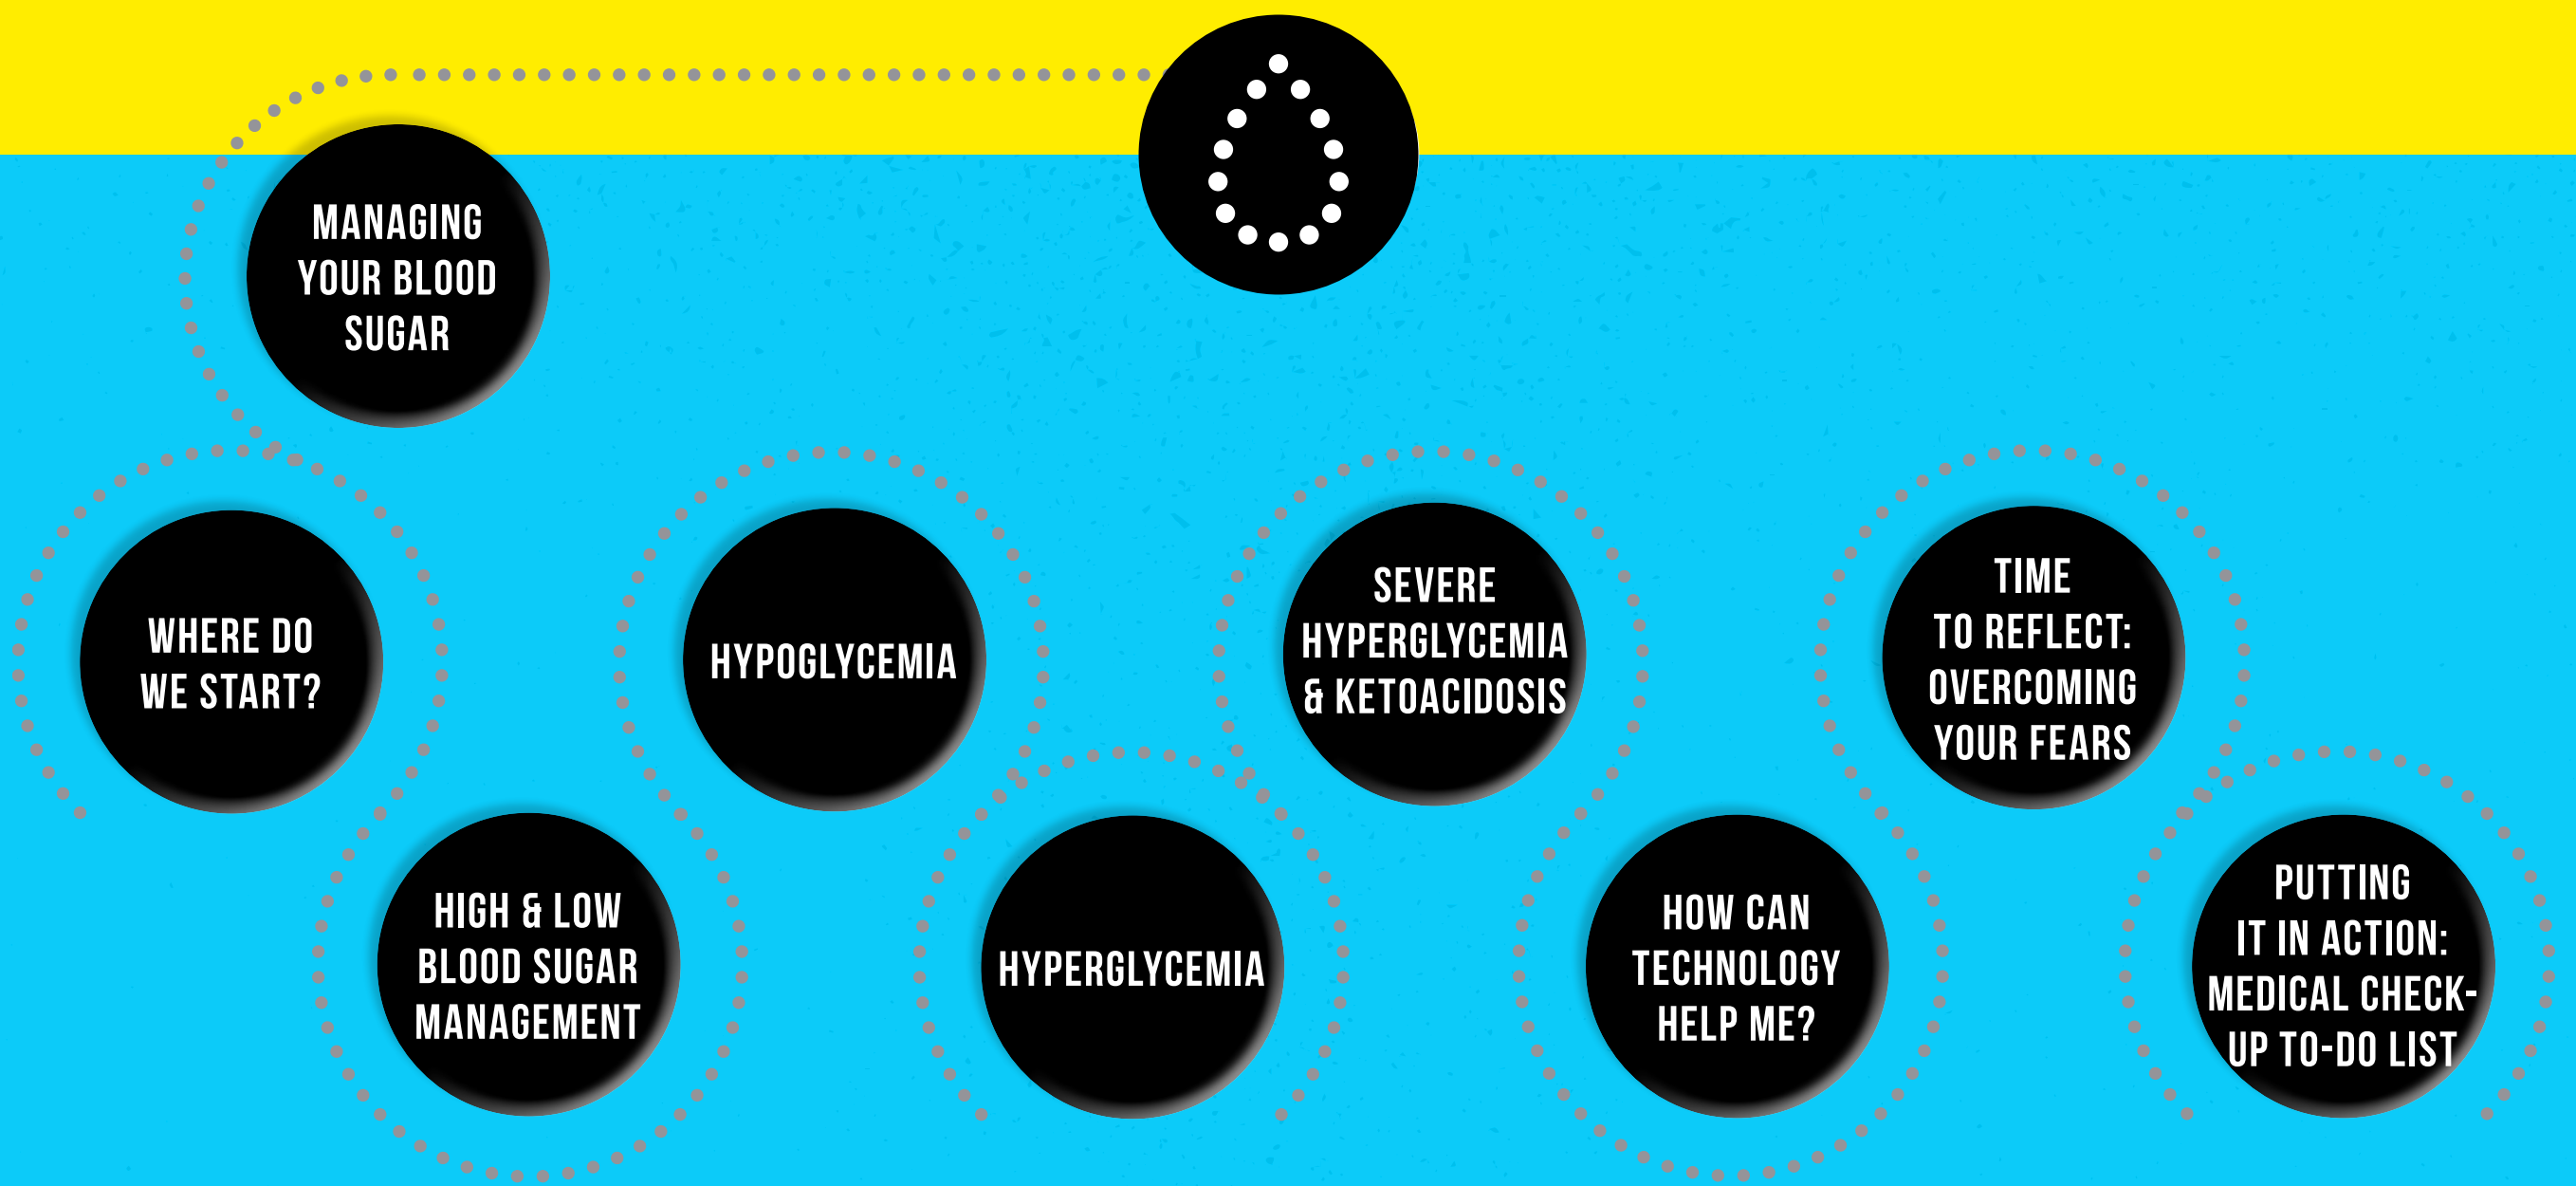 MANAGING
YOUR BLOOD
SUGAR
WHERE DO
WE START?
HIGH & LOW
BLOOD SUGAR
MANAGEMENT
HYPOGLYCEMIA
HYPERGLYCEMIA
SEVERE
HYPERGLYCEMIA
& KETOACIDOSIS
HOW CAN
TECHNOLOGY
HELP ME?
TIME
TO REFLECT:
OVERCOMING
YOUR FEARS
PUTTING
IT IN ACTION:
MEDICAL CHECK-
UP TO-DO LIST